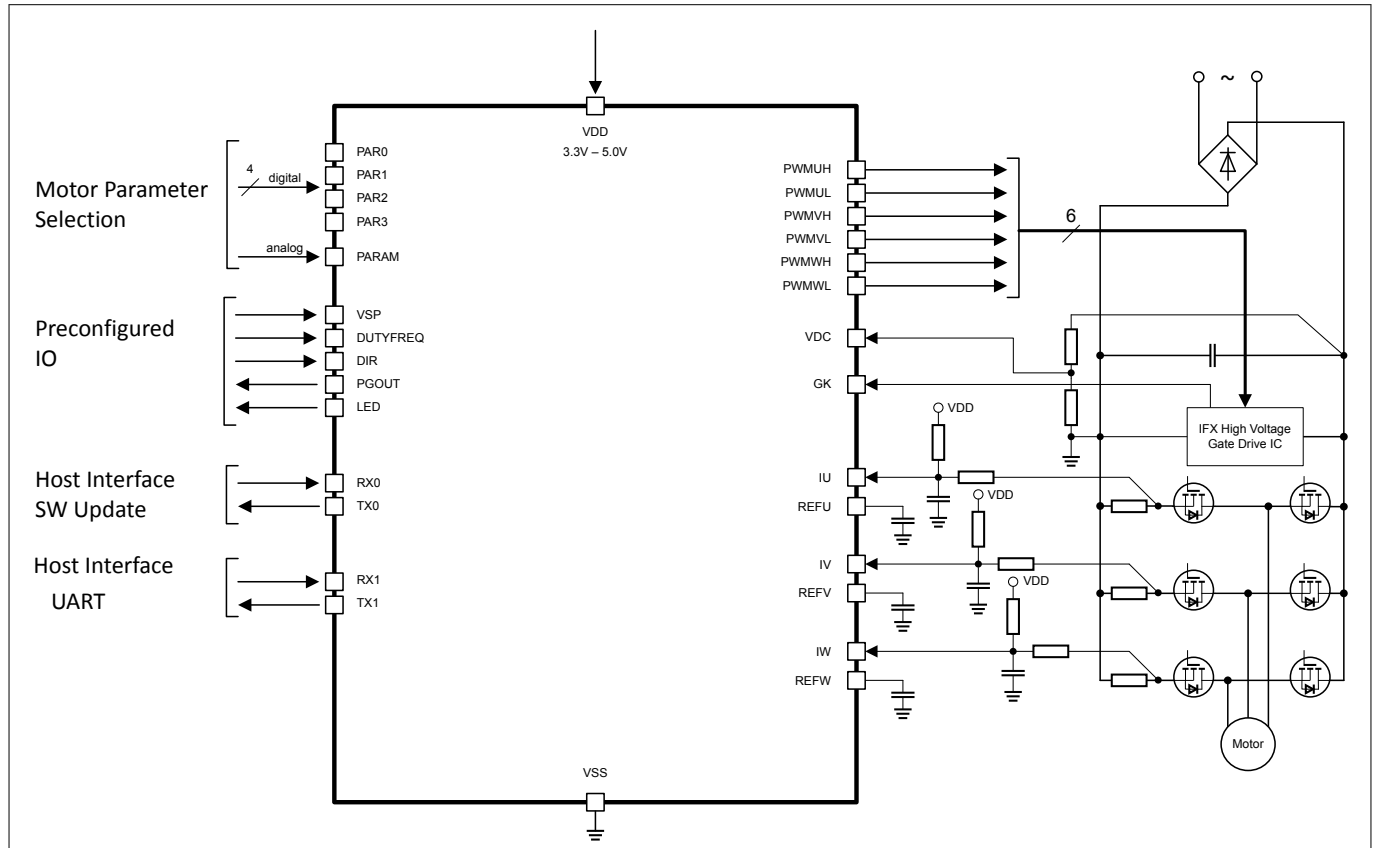 ~
VDD
3.3V – 5.0V
Motor Parameter
Selection
4
digital
analog
PAR0
PAR1
PAR2
PAR3
PARAM
Preconfigured
IO
VSP
DUTYFREQ
DIR
PGOUT
LED
Host Interface
SW Update
RX0
TX0
Host Interface
UART
RX1
TX1
PWMUH
PWMUL
PWMVH
PWMVL
PWMWH
PWMWL
6
VDC
GK
IFX High Voltage
Gate Drive IC
VDD
IU
REFU
VDD
IV
REFV
VDD
IW
REFW
Motor
VSS